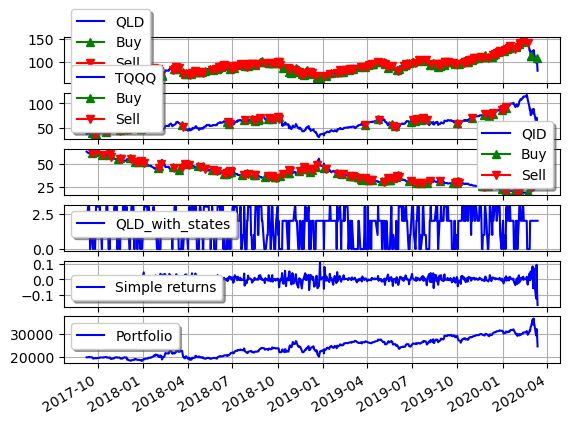 QLD
Buy
Sell
150
100
TQQQ
Buy
Sell
100
50
QID
Buy
Sell
50
25
QLD_with_states
2.5
0.0
Simple returns
0.1
0.0
−0.1
Portfolio
30000
20000
2017-10
2018-01
2018-04
2018-07
2018-10
2019-01
2019-04
2019-07
2019-10
2020-01
2020-04